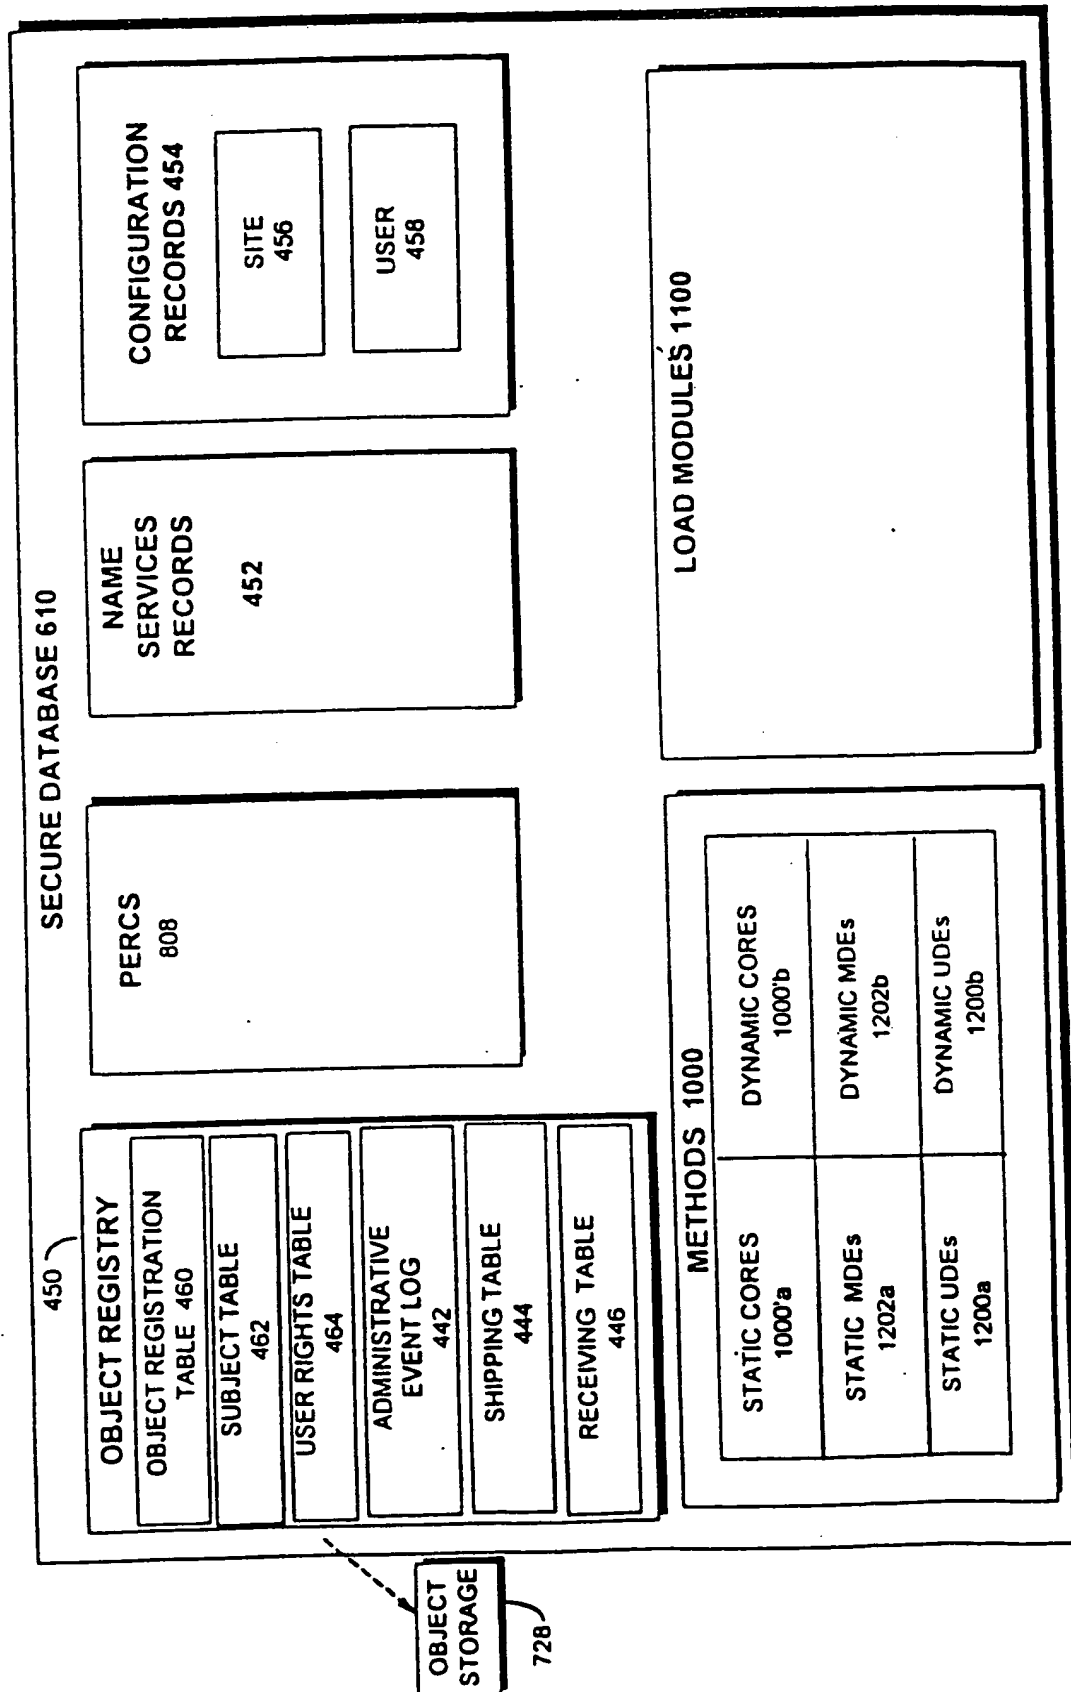 SECURE DATABASE 610
450
OBJECT REGISTRY
OBJECT REGISTRATION
TABLE 460
SUBJECT TABLE
462
USER RIGHTS TABLE
464
ADMINISTRATIVE
EVENT LOG
442
SHIPPING TABLE
444
RECEIVING TABLE
446
PERCS
808
NAME
SERVICES
RECORDS
452
CONFIGURATION
RECORDS 454
SITE
456
USER
458
OBJECT
STORAGE
728
METHODS 1000
STATIC CORES
1000'a
DYNAMIC CORES
1000'b
STATIC MDEs
1202a
DYNAMIC MDEs
1202b
STATIC UDEs
1200a
DYNAMIC UDEs
1200b
LOAD MODULES 1100